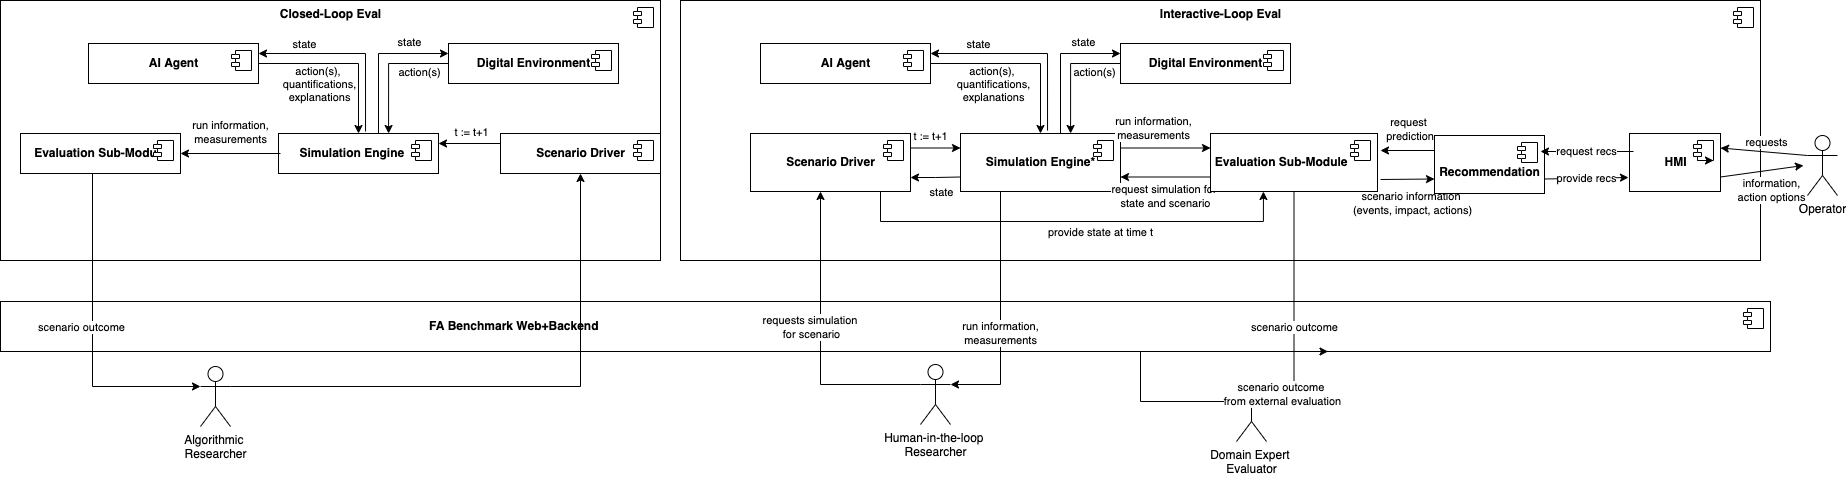 Closed-Loop Eval
AI Agent
state
action(s),
quantifications,
explanations
state
action(s)
Digital Environment
Evaluation Sub-Modu
run information,
measurements
Simulation Engine
t := t+1
Scenario Driver
Interactive-Loop Eval
AI Agent
state
action(s),
quantifications,
explanations
state
action(s)
Digital Environment
Scenario Driver
t := t+1
state
Simulation Engine*
run information,
measurements
request simulation fo
state and scenario
Evaluation Sub-Module
provide state at time t
request
prediction
scenario information
(events, impact, actions)
Recommendation
request recs
provide recs
HMI
requests
information,
action options
Operator
FA Benchmark Web+Backend
scenario outcome
requests simulation
for scenario
run information,
measurements
scenario outcome
scenario outcome
from external evaluation
Algorithmic
Researcher
Human-in-the-loop
Researcher
Domain Expert
Evaluator